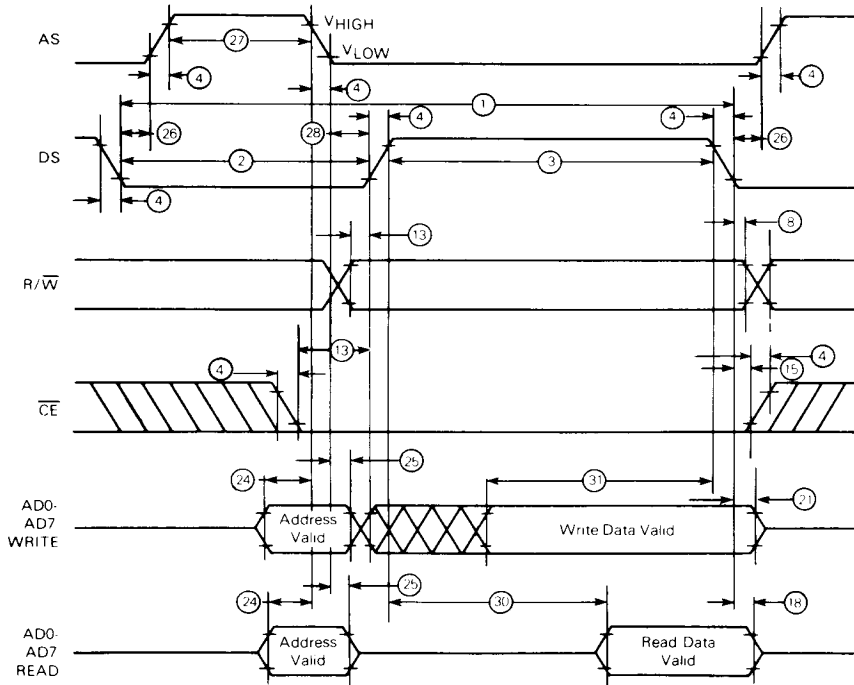 AS
VHIGH
27
VLOW
4
4
4
1
4
4
26
28
26
DS
2
3
4
13
8
R/W̅
13
4
4
15
C̅E̅
24
25
31
21
AD0-
AD7
WRITE
Address
Valid
Write Data Valid
24
25
30
18
AD0-
AD7
READ
Address
Valid
Read Data
Valid